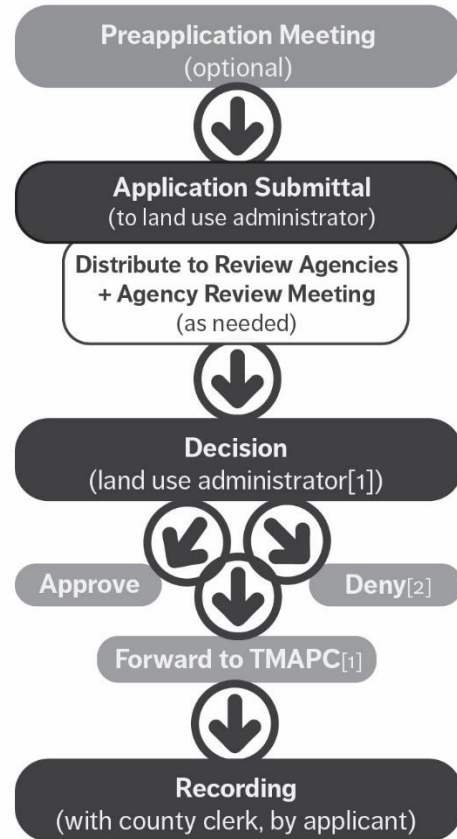 Preapplication Meeting
(optional)
Application Submittal
(to land use administrator)
Distribute to Review Agencies
+ Agency Review Meeting
(as needed)
Decision
(land use administrator[1])
Approve
Deny[2]
Forward to TMAPC[1]
Recording
(with county clerk, by applicant)